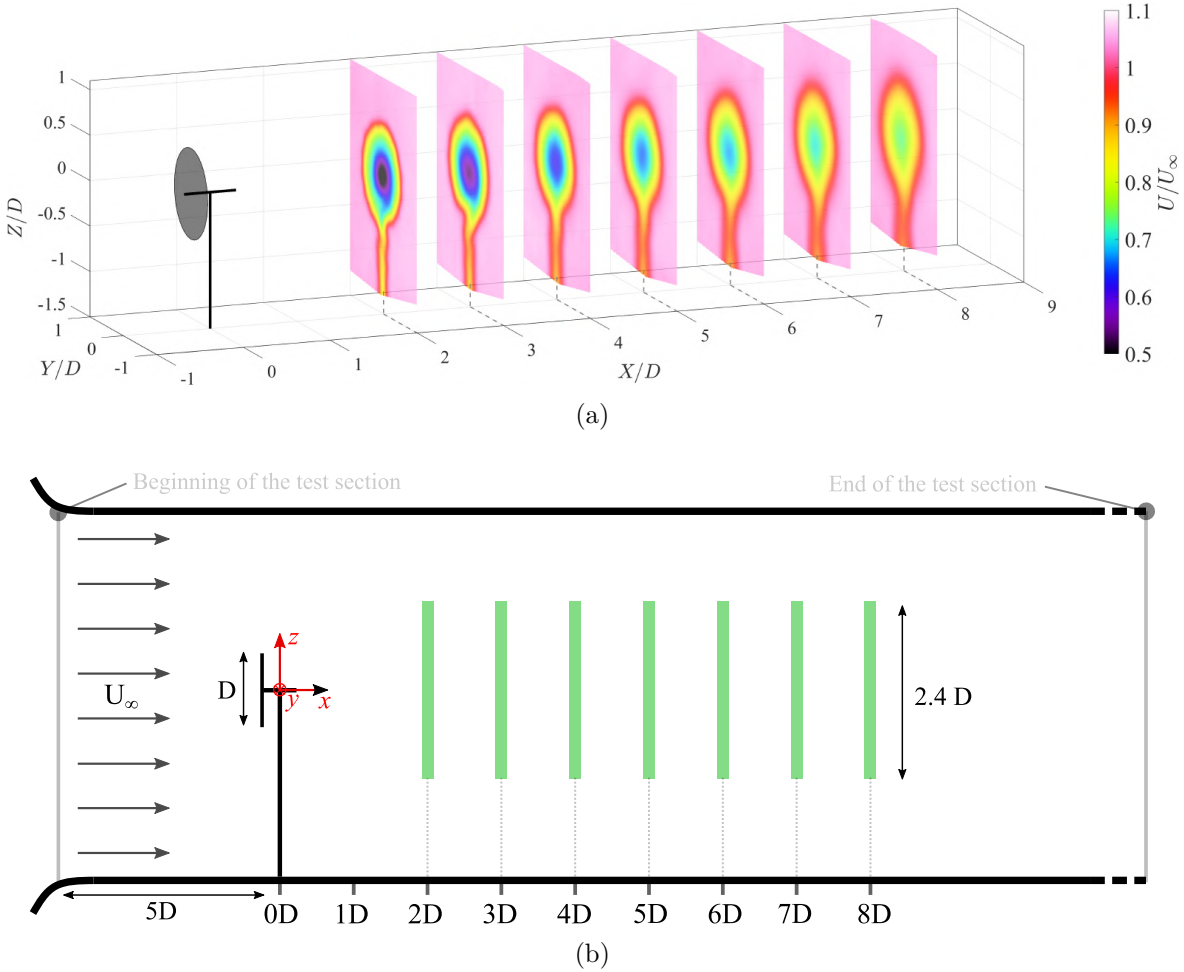 1
0.5
0
-0.5
-1
-1.5
Z/D
1
0
-1
Y/D
-1
0
1
2
3
4
5
6
7
8
9
X/D
1.1
1
0.9
0.8
0.7
0.6
0.5
U/U∞
(a)
Beginning of the test section
End of the test section
U∞
D
z
y
x
2.4 D
5D
0D 1D 2D 3D 4D 5D 6D 7D 8D
(b)